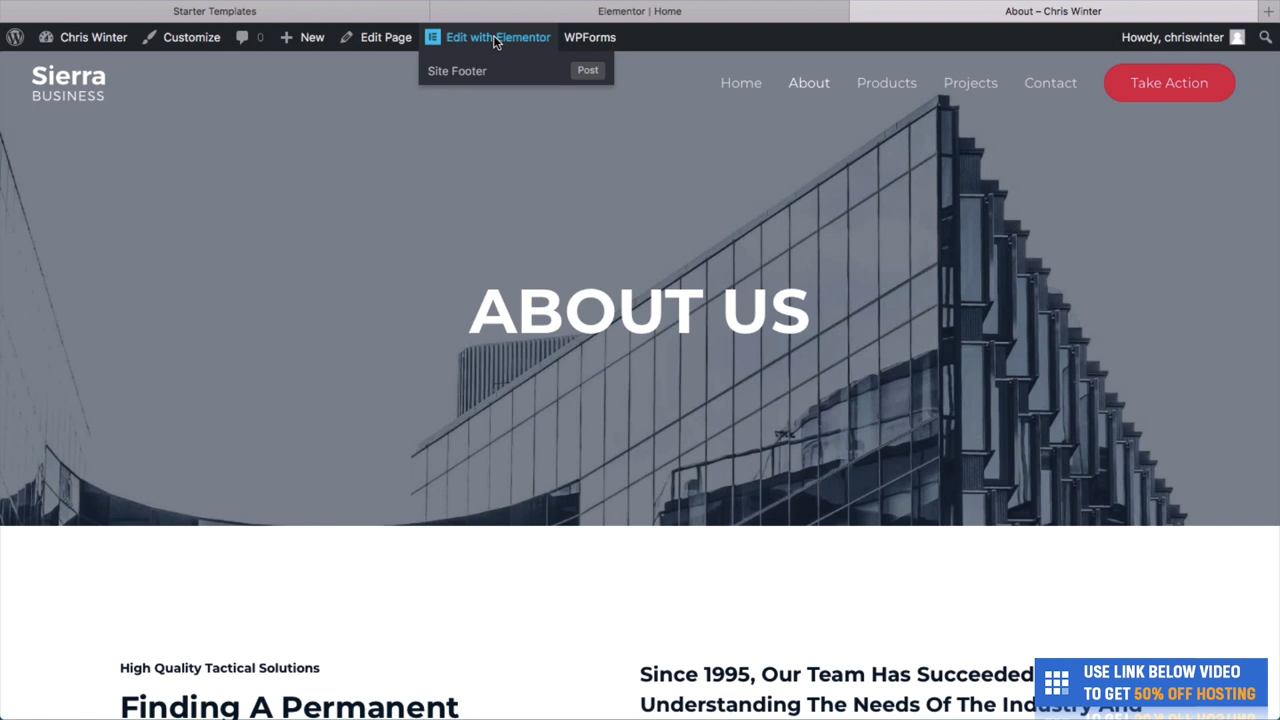 Starter Templates
Elementor | Home
About – Chris Winter
Chris Winter
Customize
0
New
Edit Page
Edit with Elementor
WPForms
Howdy, chriswinter
Site Footer
Post
Sierra
BUSINESS
Home
About
Products
Projects
Contact
Take Action
ABOUT US
High Quality Tactical Solutions
Finding A Permanent
Since 1995, Our Team Has Succeeded
Understanding The Needs Of The Industry And
USE LINK BELOW VIDEO
TO GET 50% OFF HOSTING